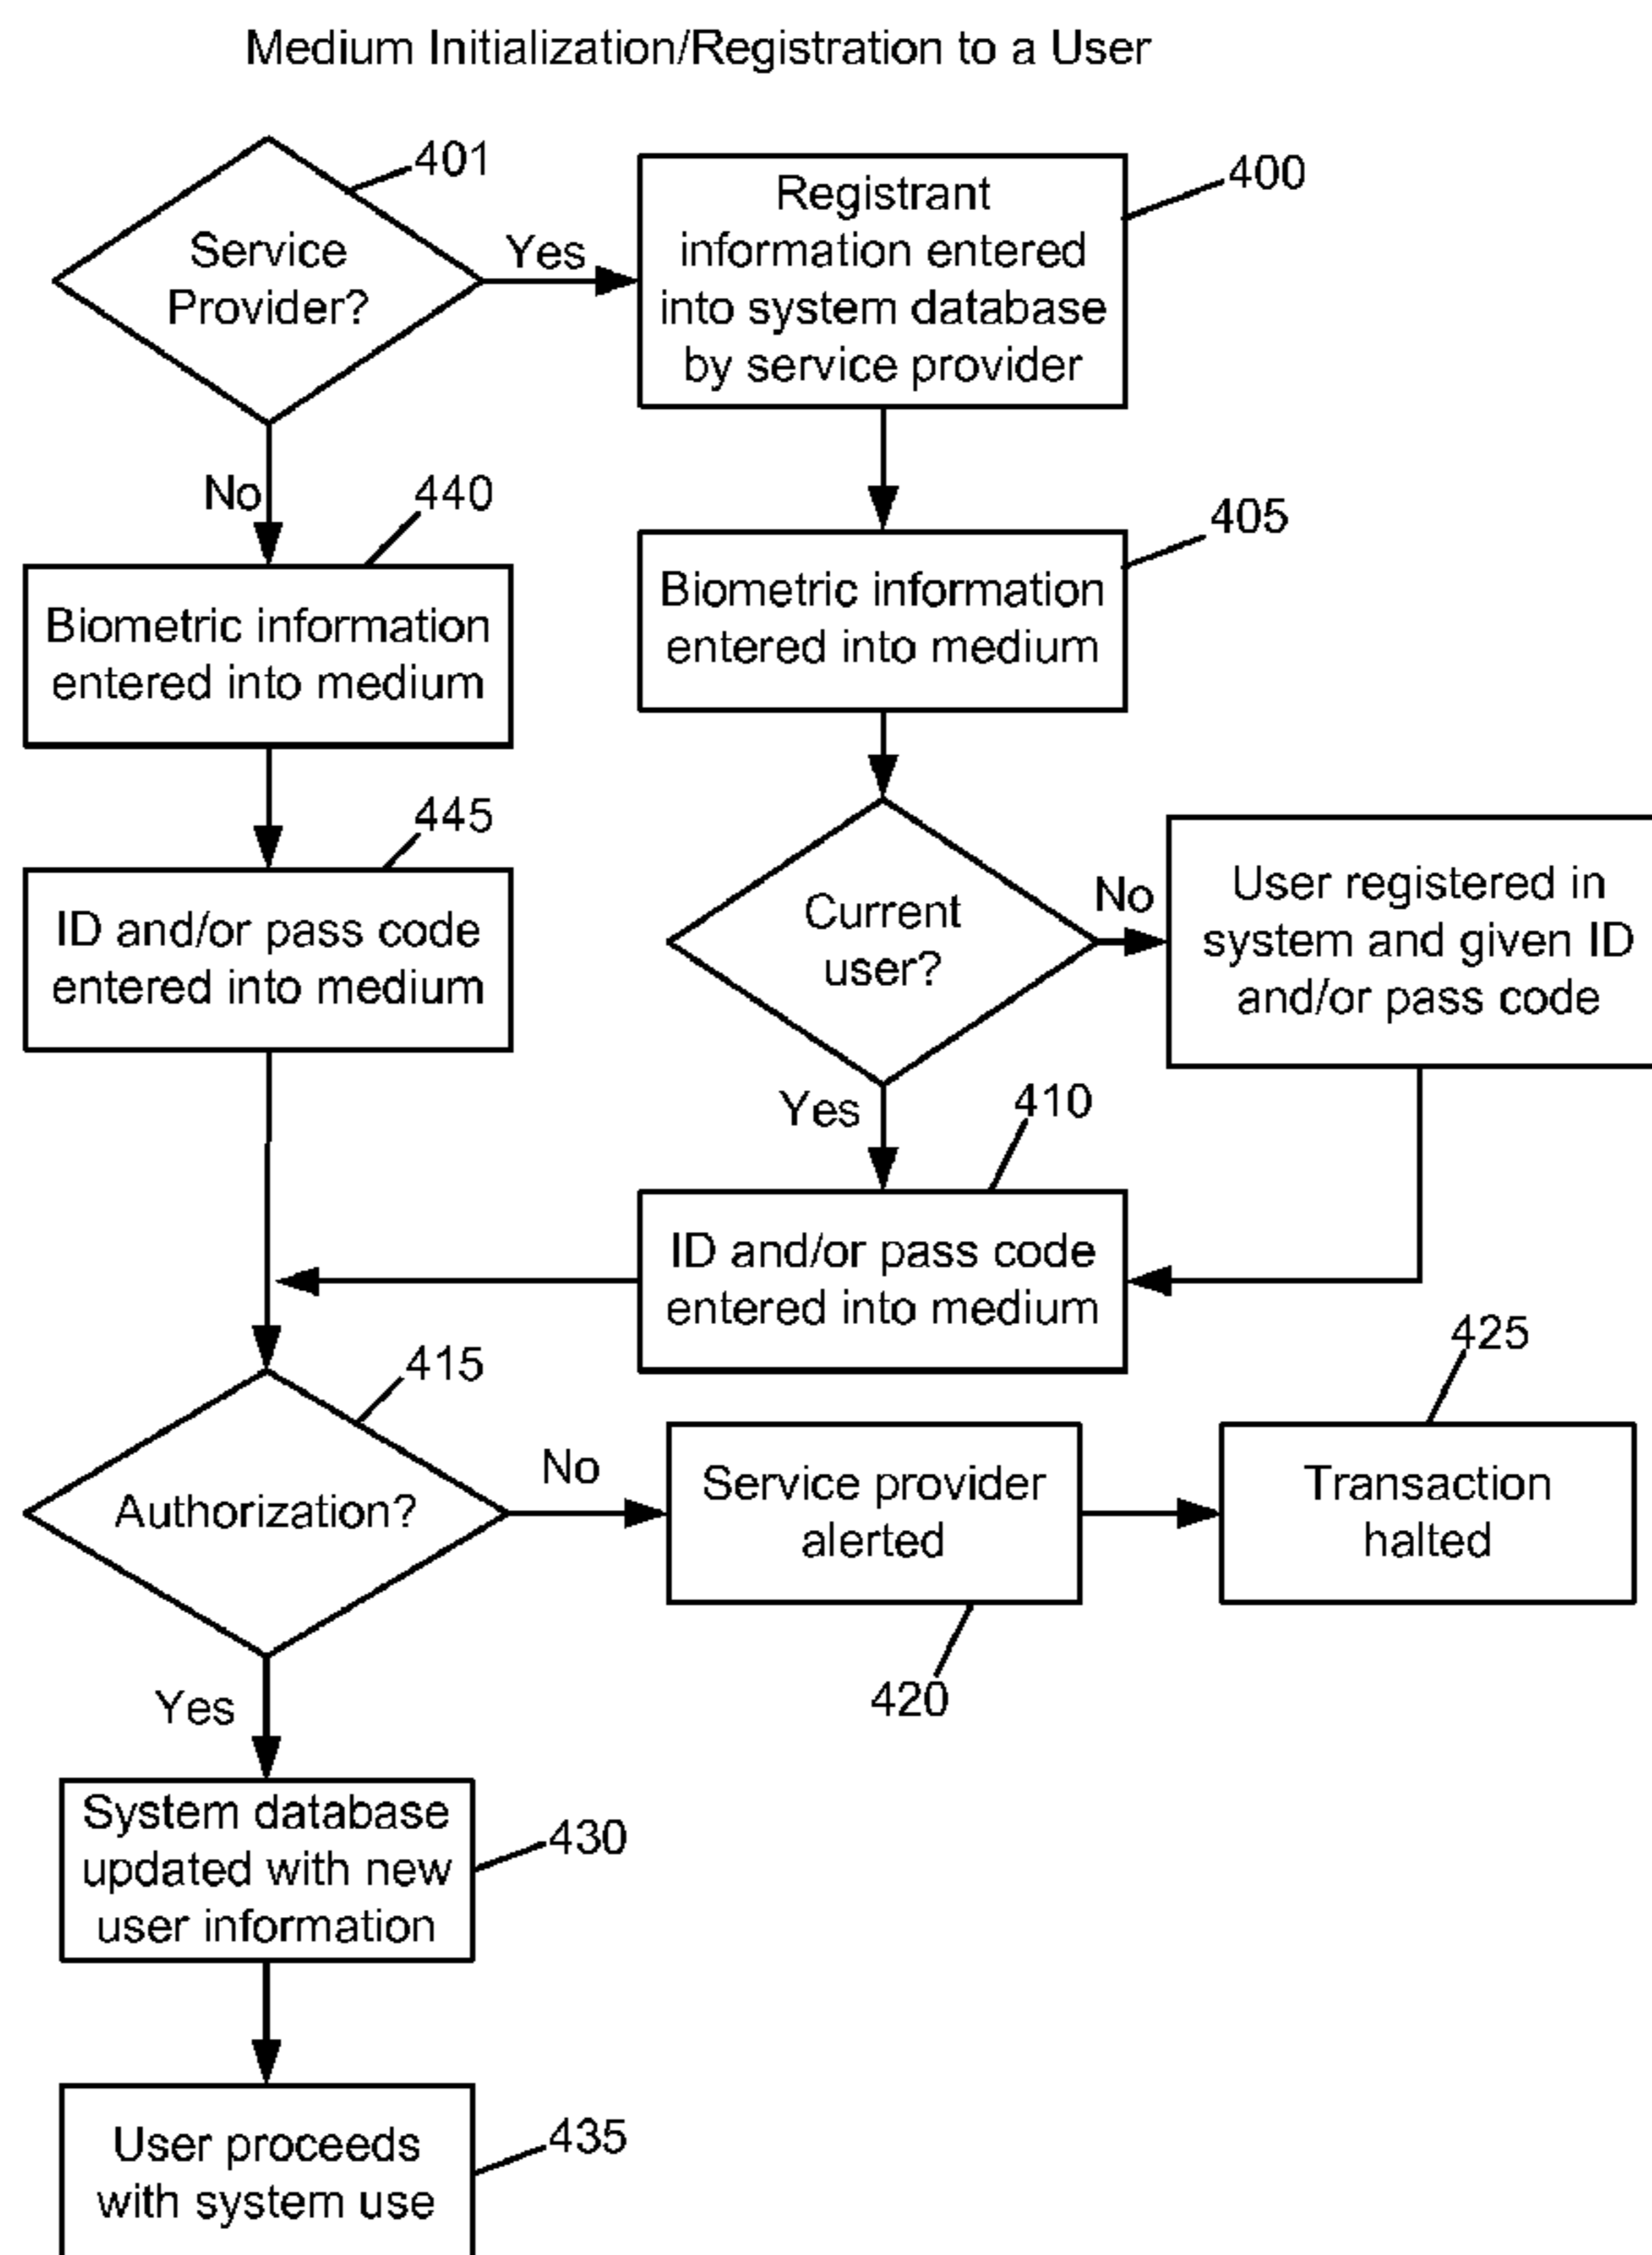 Medium Initialization/Registration to a User
401
Service
Provider?
Yes
400
Registrant
information entered
into system database
by service provider
No
440
Biometric information
entered into medium
405
Biometric information
entered into medium
445
ID and/or pass code
entered into medium
Current
user?
No
User registered in
system and given ID
and/or pass code
Yes
410
ID and/or pass code
entered into medium
415
Authorization?
No
Service provider
alerted
420
425
Transaction
halted
Yes
System database
updated with new
user information
430
User proceeds
with system use
435